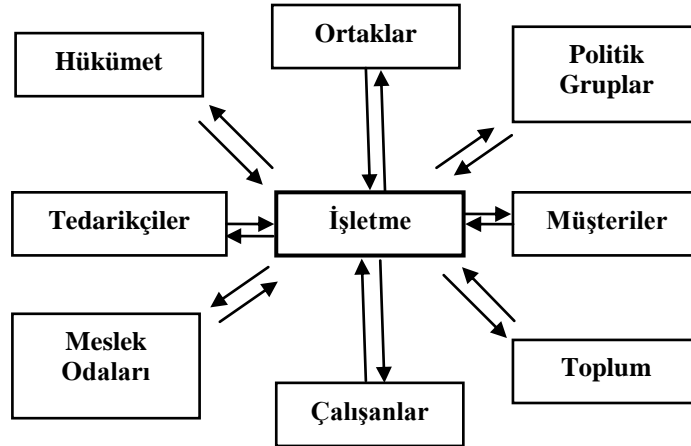 Ortaklar
Hükümet
Politik
Gruplar
Tedarikçiler
İşletme
Müşteriler
Meslek
Odaları
Toplum
Çalışanlar